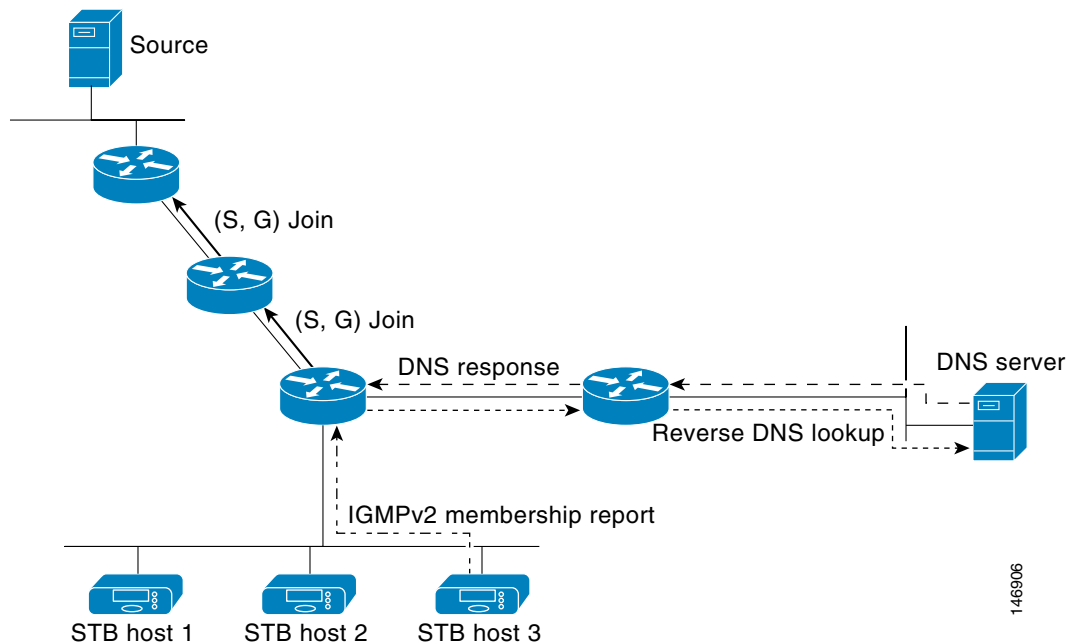 Source
(S, G) Join
(S, G) Join
DNS response
DNS server
Reverse DNS lookup
IGMPv2 membership report
STB host 1
STB host 2
STB host 3
146906